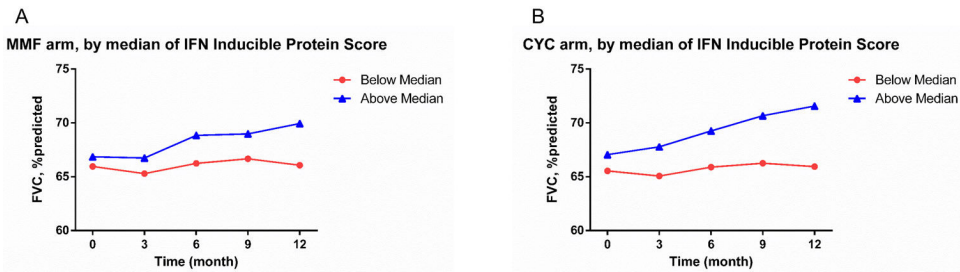 A
MMF arm, by median of IFN Inducible Protein Score
75
70
65
60
FVC, %predicted
0 3 6 9 12
Time (month)
Below Median
Above Median
B
CYC arm, by median of IFN Inducible Protein Score
75
70
65
60
FVC, %predicted
0 3 6 9 12
Time (month)
Below Median
Above Median